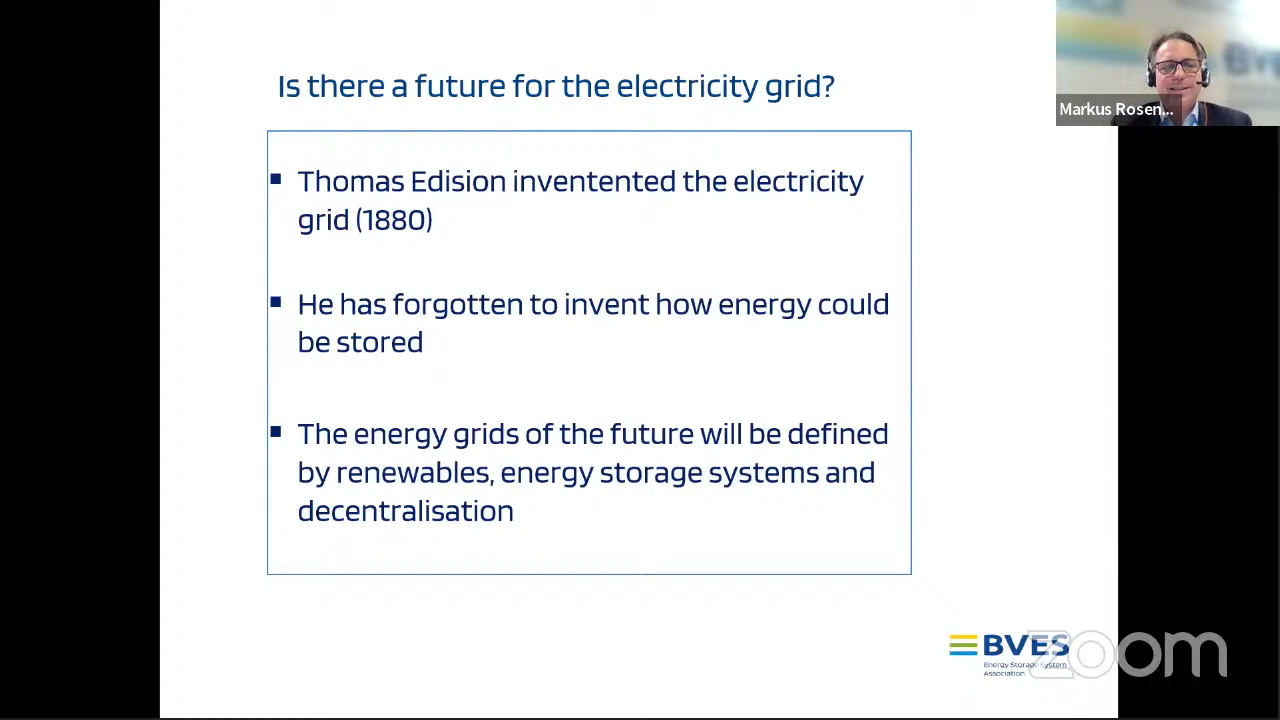 Is there a future for the electricity grid?
Markus Rosen...
▪ Thomas Edision inventented the electricity
grid (1880)
▪ He has forgotten to invent how energy could
be stored
▪ The energy grids of the future will be defined
by renewables, energy storage systems and
decentralisation
BVES
Energy Storage System
Association
zoom